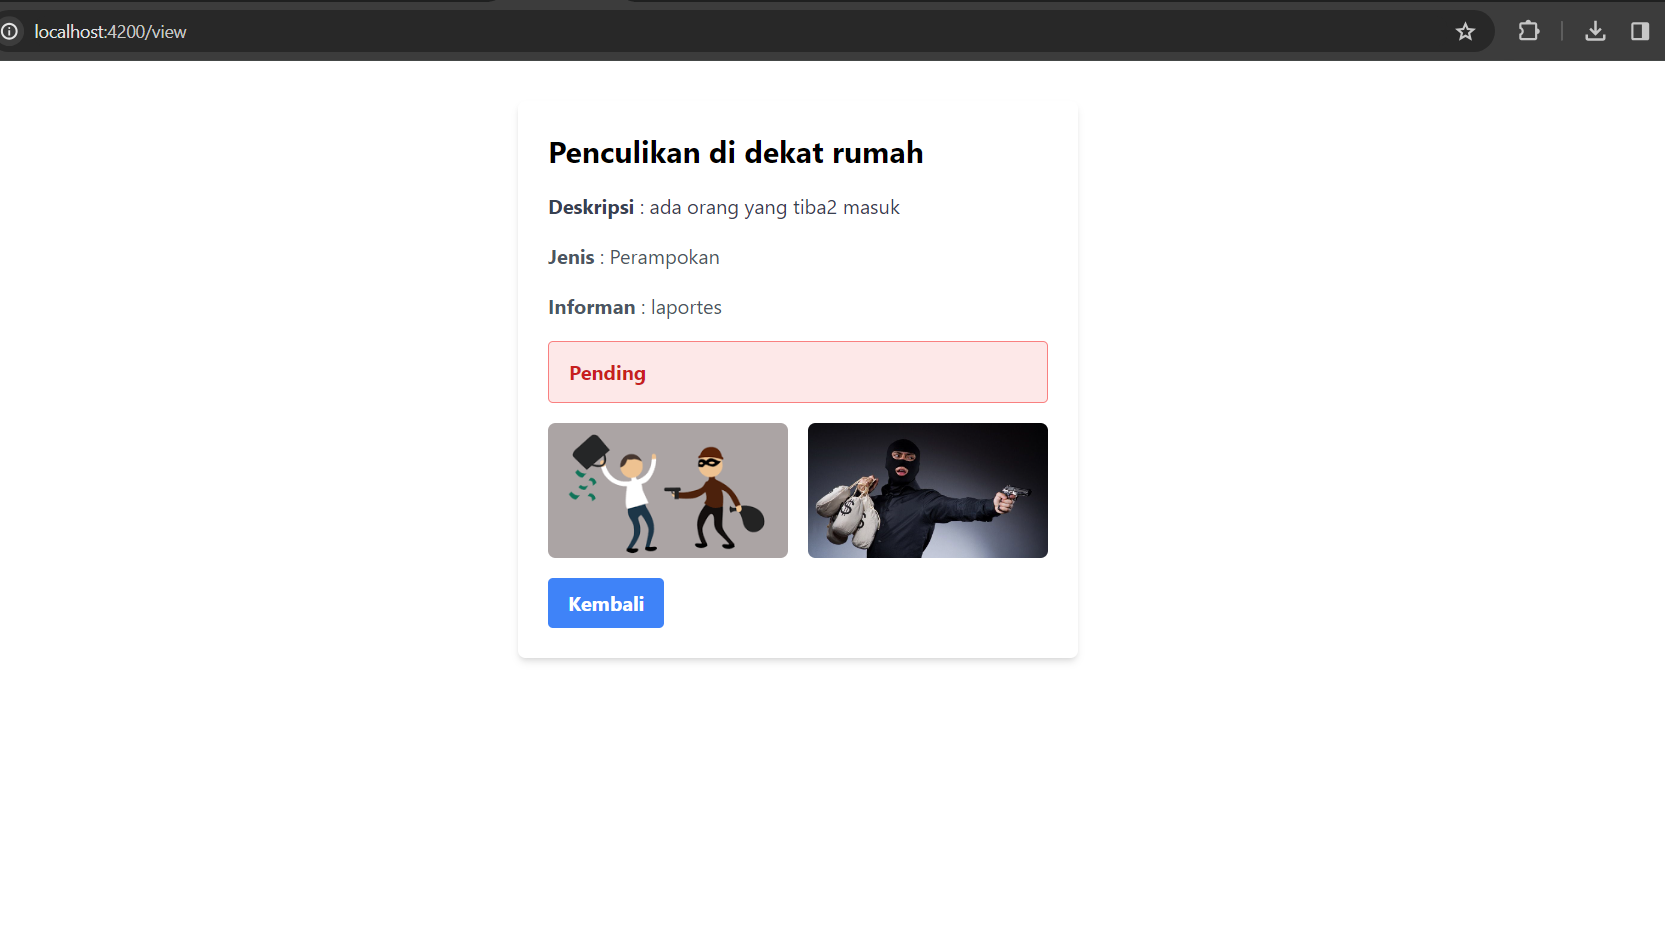 localhost:4200/view
Penculikan di dekat rumah
Deskripsi : ada orang yang tiba2 masuk
Jenis : Perampokan
Informan : laportes
Pending
$ $
Kembali